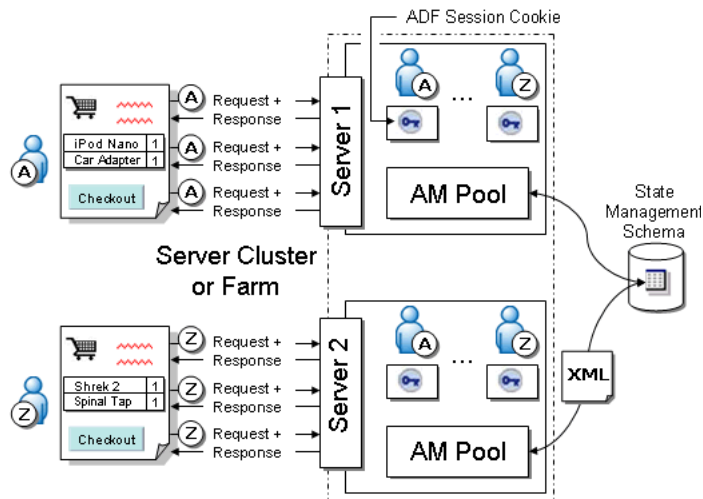 ADF Session Cookie
A
Z
...
iPod Nano 1
Car Adapter 1
Checkout
A
A Request +
Response
A Request +
Response
A Request +
Response
Server 1
AM Pool
State
Management
Schema
Server Cluster
or Farm
A
Z
...
Shrek 2 1
Spinal Tap 1
Checkout
Z
Z Request +
Response
Z Request +
Response
Z Request +
Response
Server 2
AM Pool
XML